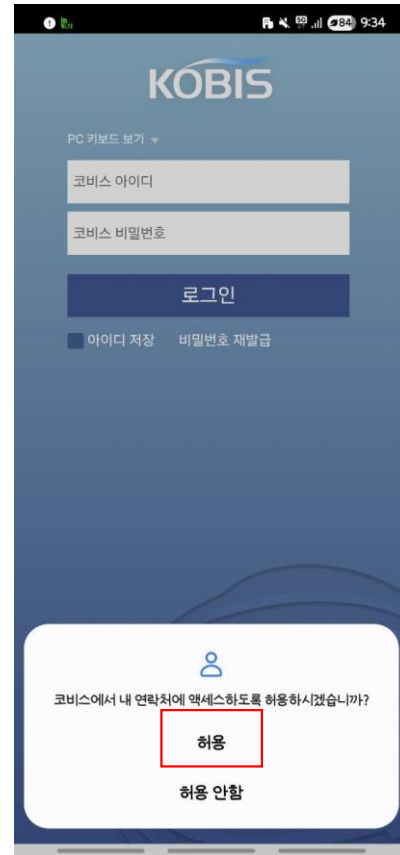 84 9:34
KOBIS
PC 키보드 보기
코비스 아이디
코비스 비밀번호
로그인
아이디 저장 비밀번호 재발급
코비스에서 내 연락처에 액세스하도록 허용하시겠습니까?
허용
허용 안함